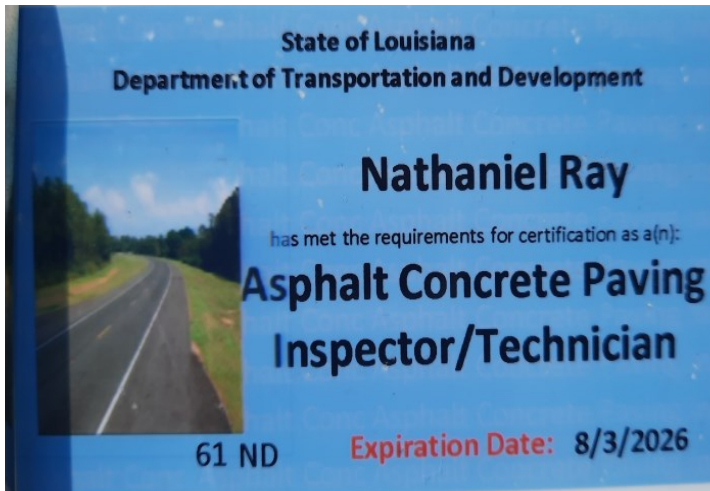 State of Louisiana
Department of Transportation and Development
Nathaniel Ray
has met the requirements for certification as a(n):
Asphalt Concrete Paving
Inspector/Technician
61 ND
Expiration Date: 8/3/2026